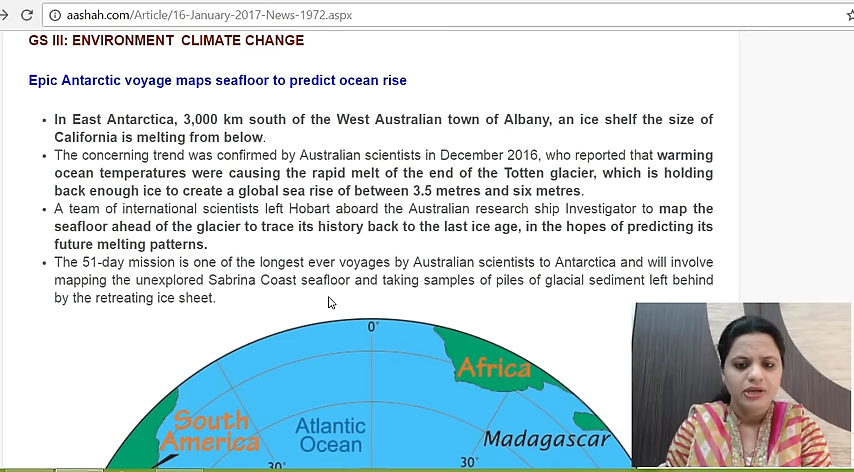 aashah.com/Article/16-January-2017-News-1972.aspx
GS III: ENVIRONMENT CLIMATE CHANGE
Epic Antarctic voyage maps seafloor to predict ocean rise
• In East Antarctica, 3,000 km south of the West Australian town of Albany, an ice shelf the size of
California is melting from below.
• The concerning trend was confirmed by Australian scientists in December 2016, who reported that warming
ocean temperatures were causing the rapid melt of the end of the Totten glacier, which is holding
back enough ice to create a global sea rise of between 3.5 metres and six metres.
• A team of international scientists left Hobart aboard the Australian research ship Investigator to map the
seafloor ahead of the glacier to trace its history back to the last ice age, in the hopes of predicting its
future melting patterns.
• The 51-day mission is one of the longest ever voyages by Australian scientists to Antarctica and will involve
mapping the unexplored Sabrina Coast seafloor and taking samples of piles of glacial sediment left behind
by the retreating ice sheet.
0°
Africa
South
America
Atlantic
Ocean
Madagascar
30°
30°